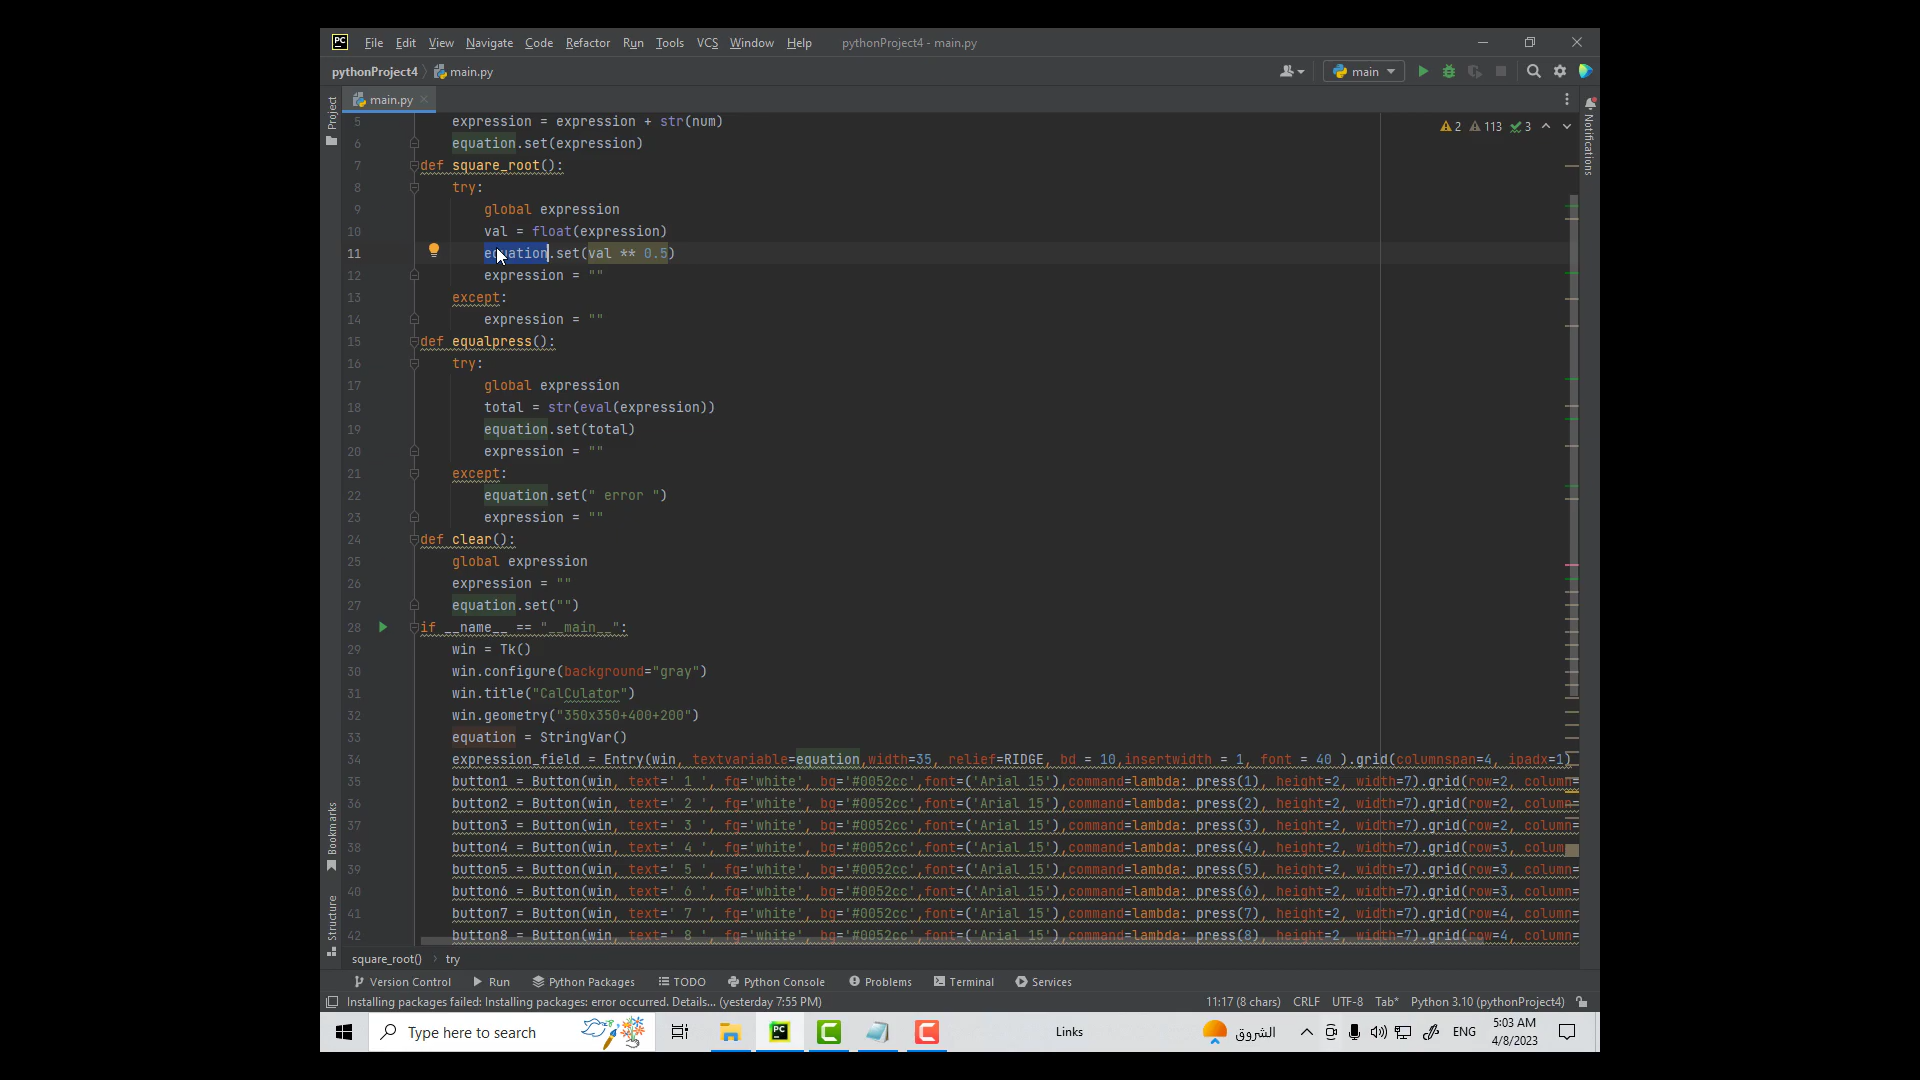 PC File Edit View Navigate Code Refactor Run Tools VCS Window Help pythonProject4 - main.py
pythonProject4 main.py main
Project
main.py
Notifications
2 113 3
5 expression = expression + str(num)
6 equation.set(expression)
7 def square_root():
8 try:
9 global expression
10 val = float(expression)
11 equation.set(val ** 0.5)
12 expression = ""
13 except:
14 expression = ""
15 def equalpress():
16 try:
17 global expression
18 total = str(eval(expression))
19 equation.set(total)
20 expression = ""
21 except:
22 equation.set(" error ")
23 expression = ""
24 def clear():
25 global expression
26 expression = ""
27 equation.set("")
28 if __name__ == "__main__":
29 win = Tk()
30 win.configure(background="gray")
31 win.title("CalCulator")
32 win.geometry("350x350+400+200")
33 equation = StringVar()
34 expression_field = Entry(win, textvariable=equation,width=35, relief=RIDGE, bd = 10,insertwidth = 1, font = 40 ).grid(columnspan=4, ipadx=1)
35 button1 = Button(win, text=' 1 ', fg='white', bg='#0052cc',font=('Arial 15'),command=lambda: press(1), height=2, width=7).grid(row=2, column=
36 button2 = Button(win, text=' 2 ', fg='white', bg='#0052cc',font=('Arial 15'),command=lambda: press(2), height=2, width=7).grid(row=2, column=
37 button3 = Button(win, text=' 3 ', fg='white', bg='#0052cc',font=('Arial 15'),command=lambda: press(3), height=2, width=7).grid(row=2, column=
38 button4 = Button(win, text=' 4 ', fg='white', bg='#0052cc',font=('Arial 15'),command=lambda: press(4), height=2, width=7).grid(row=3, colum
39 button5 = Button(win, text=' 5 ', fg='white', bg='#0052cc',font=('Arial 15'),command=lambda: press(5), height=2, width=7).grid(row=3, column=
40 button6 = Button(win, text=' 6 ', fg='white', bg='#0052cc',font=('Arial 15'),command=lambda: press(6), height=2, width=7).grid(row=3, column=
41 button7 = Button(win, text=' 7 ', fg='white', bg='#0052cc',font=('Arial 15'),command=lambda: press(7), height=2, width=7).grid(row=4, column=
42 button8 = Button(win, text=' 8 ', fg='white', bg='#0052cc',font=('Arial 15'),command=lambda: press(8), height=2, width=7).grid(row=4, column=
Bookmarks
Structure
square_root() try
Version Control Run Python Packages TODO Python Console Problems Terminal Services
Installing packages failed: Installing packages: error occurred. Details... (yesterday 7:55 PM) 11:17 (8 chars) CRLF UTF-8 Tab* Python 3.10 (pythonProject4)
Type here to search PC Links الشروق ENG 5:03 AM
4/8/2023